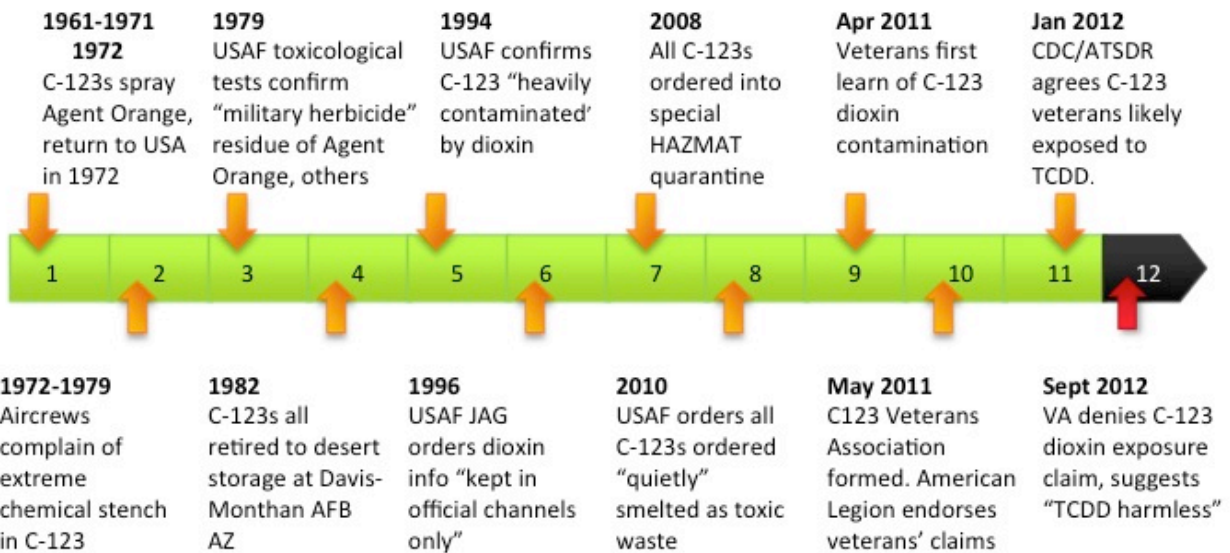 1961-1971
1972
C-123s spray
Agent Orange,
return to USA
in 1972
1979
USAF toxicological
tests confirm
“military herbicide”
residue of Agent
Orange, others
1994
USAF confirms
C-123 “heavily
contaminated’
by dioxin
2008
All C-123s
ordered into
special
HAZMAT
quarantine
Apr 2011
Veterans first
learn of C-123
dioxin
contamination
Jan 2012
CDC/ATSDR
agrees C-123
veterans likely
exposed to
TCDD.
1 2 3 4 5 6 7 8 9 10 11 12
1972-1979
Aircrews
complain of
extreme
chemical stench
in C-123
1982
C-123s all
retired to desert
storage at Davis-
Monthan AFB
AZ
1996
USAF JAG
orders dioxin
info “kept in
official channels
only”
2010
USAF orders all
C-123s ordered
“quietly”
smelted as toxic
waste
May 2011
C123 Veterans
Association
formed. American
Legion endorses
veterans’ claims
Sept 2012
VA denies C-123
dioxin exposure
claim, suggests
“TCDD harmless”